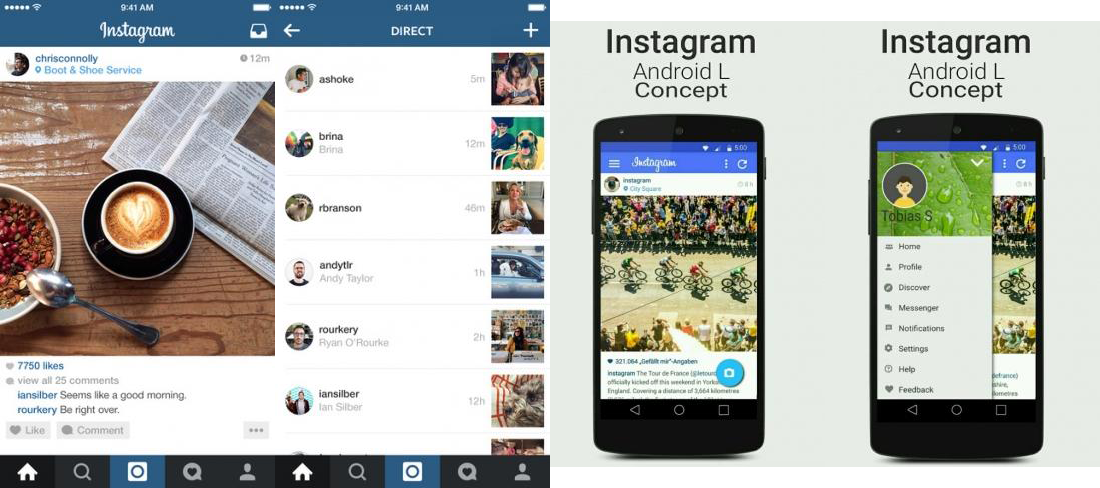 9:41 AM
Instagram
chrisconnolly
12m
Boot & Shoe Service
7750 likes
view all 25 comments
iansilber Seems like a good morning.
rourkery Be right over.
Like
Comment
9:41 AM
DIRECT
ashoke
5m
brina
12m
Brina
rbranson
46m
andytlr
1h
Andy Taylor
rourkery
2h
Ryan O'Rourke
iansilber
12h
Ian Silber
Instagram
Android L
Concept
5:00
Instagram
instagram
City Square
8 h
321.064 „Gefällt mir"-Angaben
instagram The Tour de France (@letour
officially kicked off this weekend in Yorks
England. Covering a distance of 3,664 kilometres
Instagram
Android L
Concept
5:00
8 h
Tobias S
Home
Profile
Discover
Messenger
Notifications
Settings
Help
Feedback
defrance)
shire,
kilometres